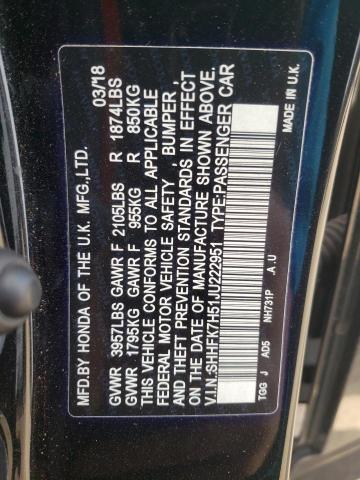 MFD.BY HONDA OF THE U.K. MFG.,LTD. 03/18
GVWR 3957LBS GAWR F 2105LBS R 1874LBS
GVWR 1795KG GAWR F 955KG R 850KG
THIS VEHICLE CONFORMS TO ALL APPLICABLE
FEDERAL MOTOR VEHICLE SAFETY , BUMPER ,
AND THEFT PREVENTION STANDARDS IN EFFECT
ON THE DATE OF MANUFACTURE SHOWN ABOVE.
V.I.N.:SHHFK7H51JU222951 TYPE:PASSENGER CAR
TGG J AD5 NH731P .A .U MADE IN U.K.